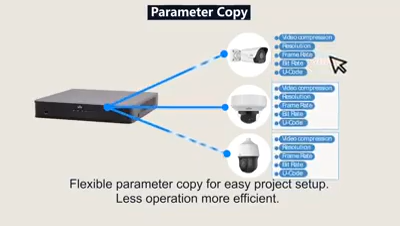 Parameter Copy
Video compression
Resolution
Frame Rate
Bit Rate
U-Code
Video compression
Resolution
Frame Rate
Bit Rate
U-Code
Video compression
Resolution
Frame Rate
Bit Rate
U-Code
Flexible parameter copy for easy project setup.
Less operation more efficient.